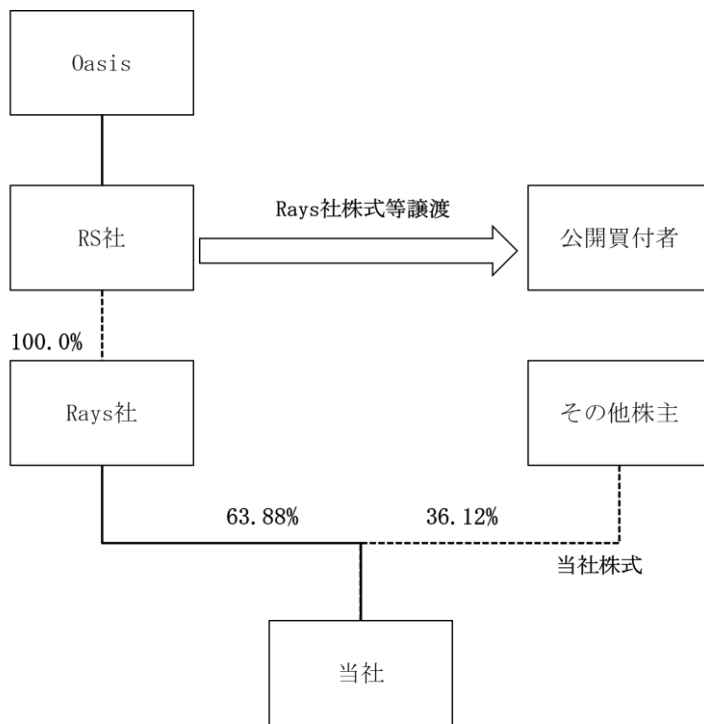 Oasis
RS社
Rays社株式等譲渡
公開買付者
100.0%
Rays社
その他株主
63.88%
36.12%
当社株式
当社